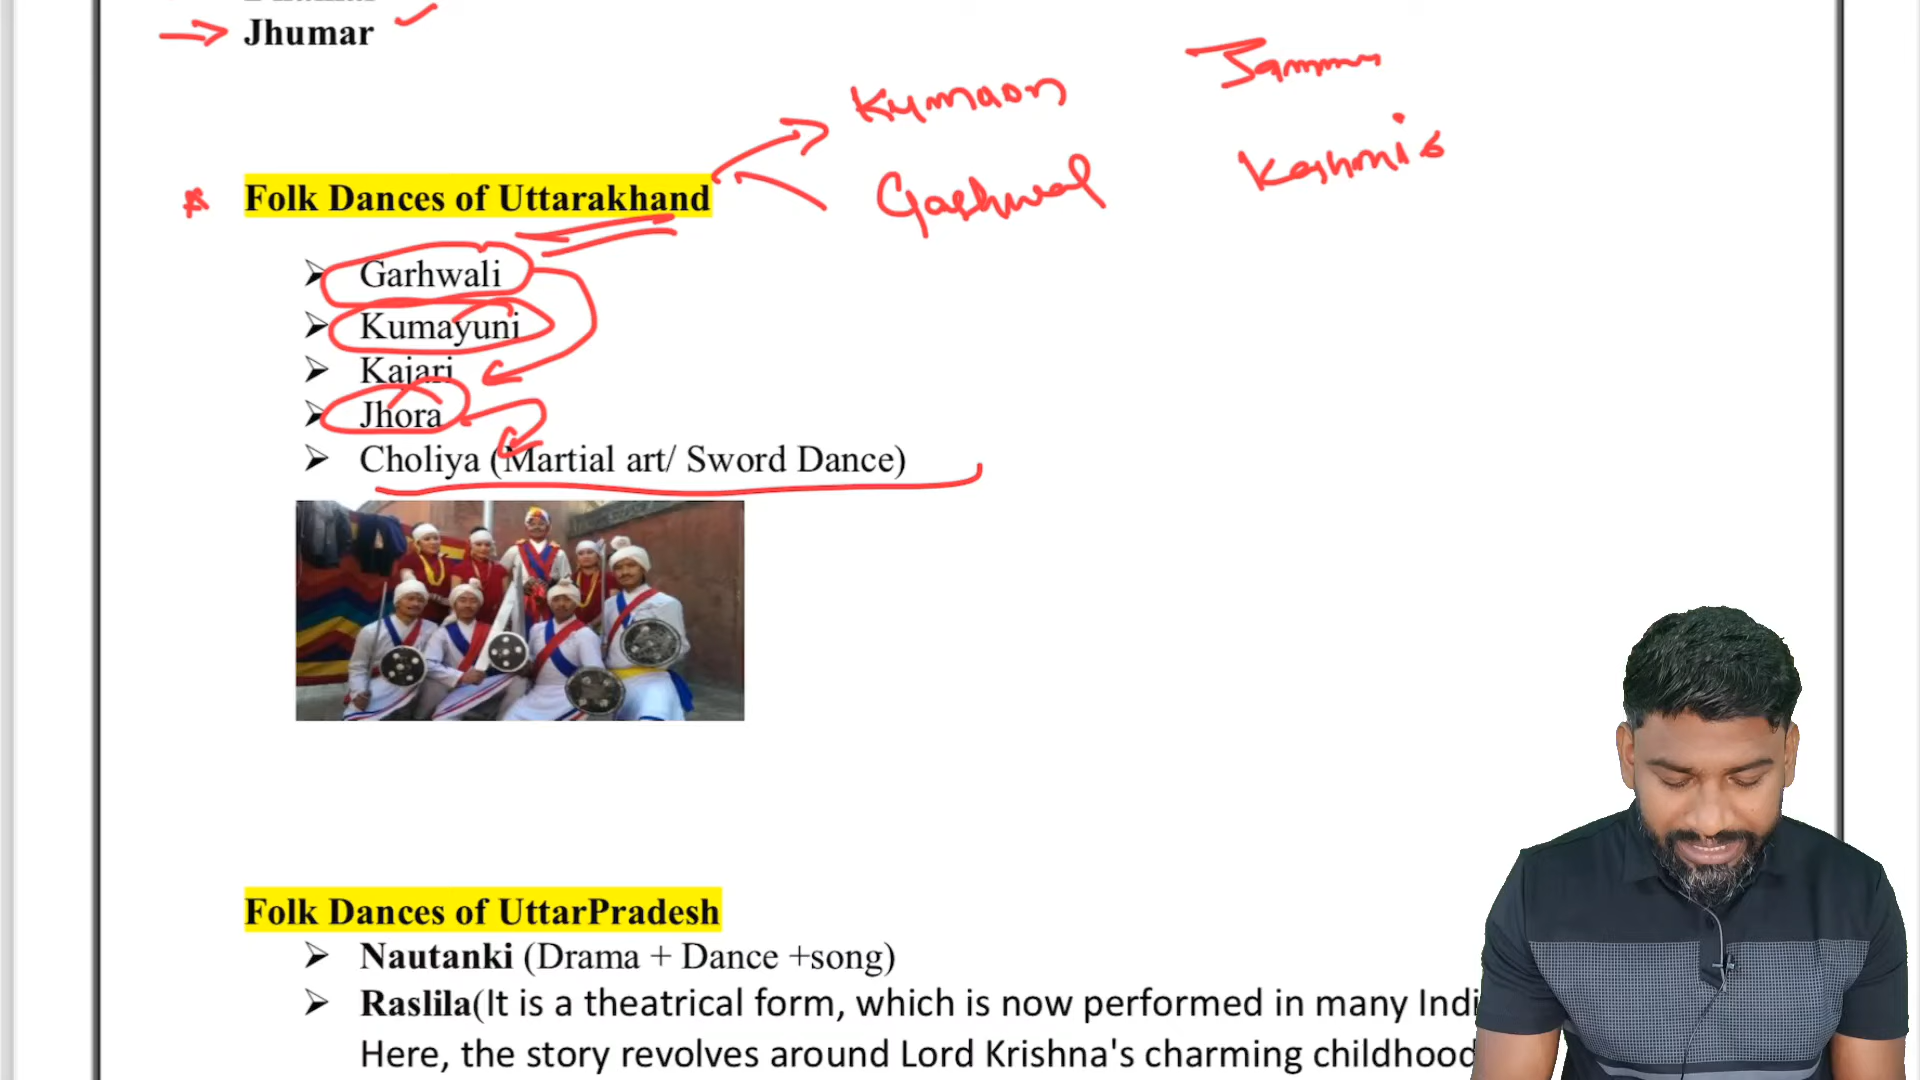 Jhumar
Kumaon
Jammu
Garhwal
Kashmir
Folk Dances of Uttarakhand
Garhwali
Kumayuni
Kajari
Jhora
Choliya (Martial art/ Sword Dance)
Folk Dances of UttarPradesh
Nautanki (Drama + Dance +song)
Raslila(It is a theatrical form, which is now performed in many Indi
Here, the story revolves around Lord Krishna's charming childhood